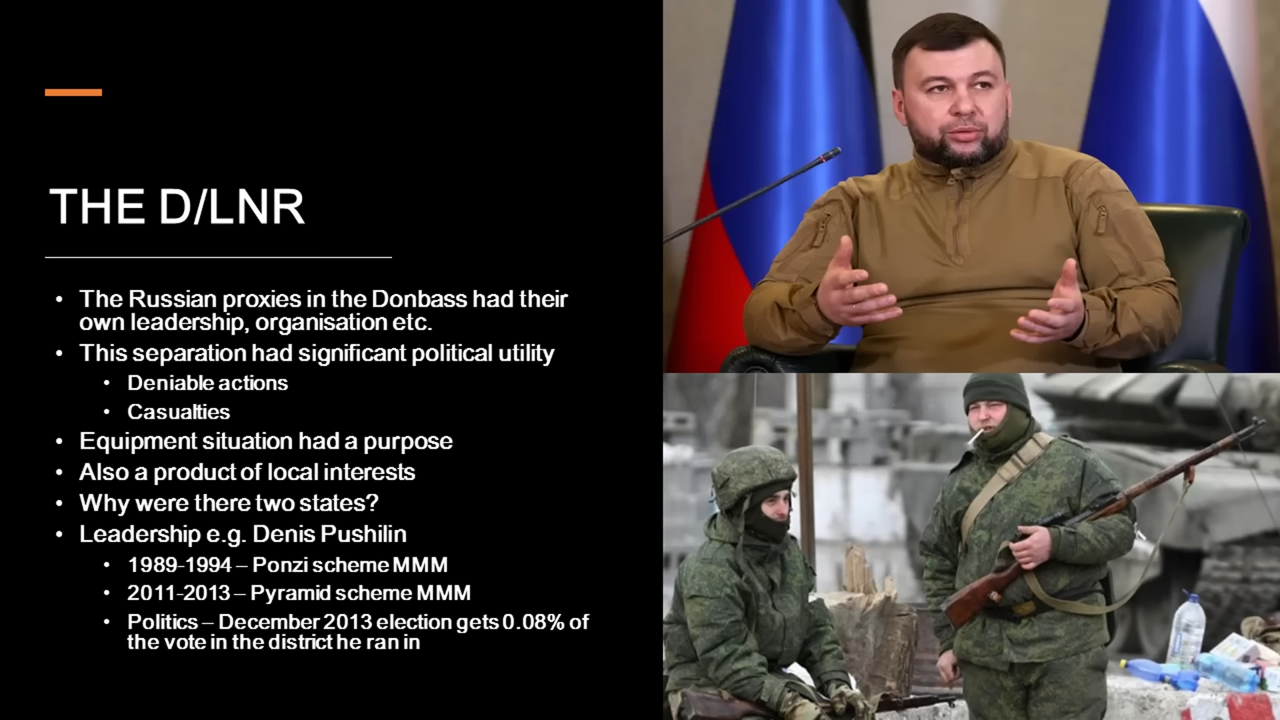 THE D/LNR
• The Russian proxies in the Donbass had their
own leadership, organisation etc.
• This separation had significant political utility
• Deniable actions
• Casualties
• Equipment situation had a purpose
• Also a product of local interests
• Why were there two states?
• Leadership e.g. Denis Pushilin
• 1989-1994 – Ponzi scheme MMM
• 2011-2013 – Pyramid scheme MMM
• Politics – December 2013 election gets 0.08% of
the vote in the district he ran in